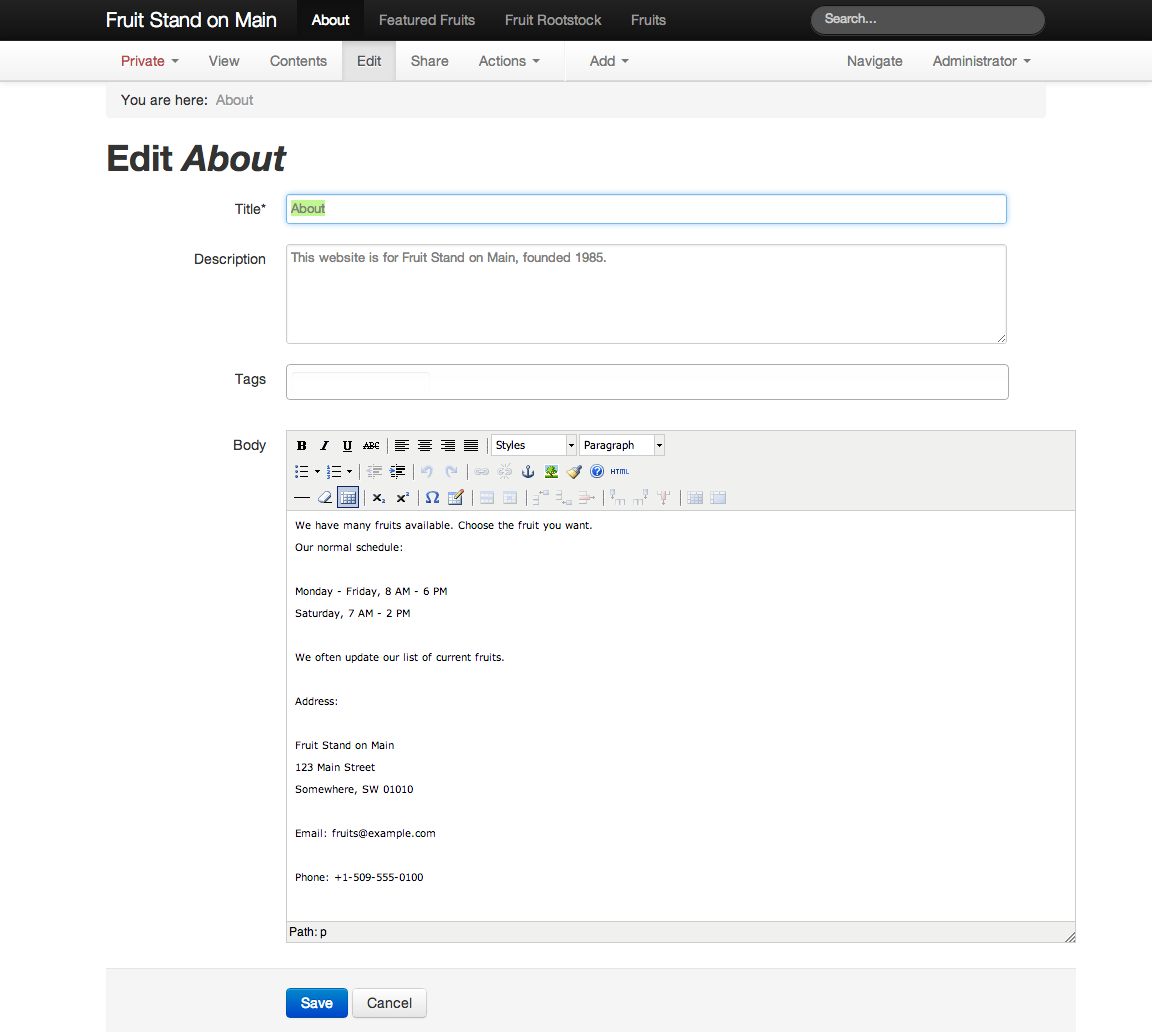 Fruit Stand on Main About Featured Fruits Fruit Rootstock Fruits Search...
Private View Contents Edit Share Actions Add Navigate Administrator
You are here: About
Edit About
Title* About
Description This website is for Fruit Stand on Main, founded 1985.
Tags
Body B I U ABC Styles Paragraph
HTML
x₂ x² Ω
We have many fruits available. Choose the fruit you want.
Our normal schedule:
Monday - Friday, 8 AM - 6 PM
Saturday, 7 AM - 2 PM
We often update our list of current fruits.
Address:
Fruit Stand on Main
123 Main Street
Somewhere, SW 01010
Email: fruits@example.com
Phone: +1-509-555-0100
Path: p
Save Cancel